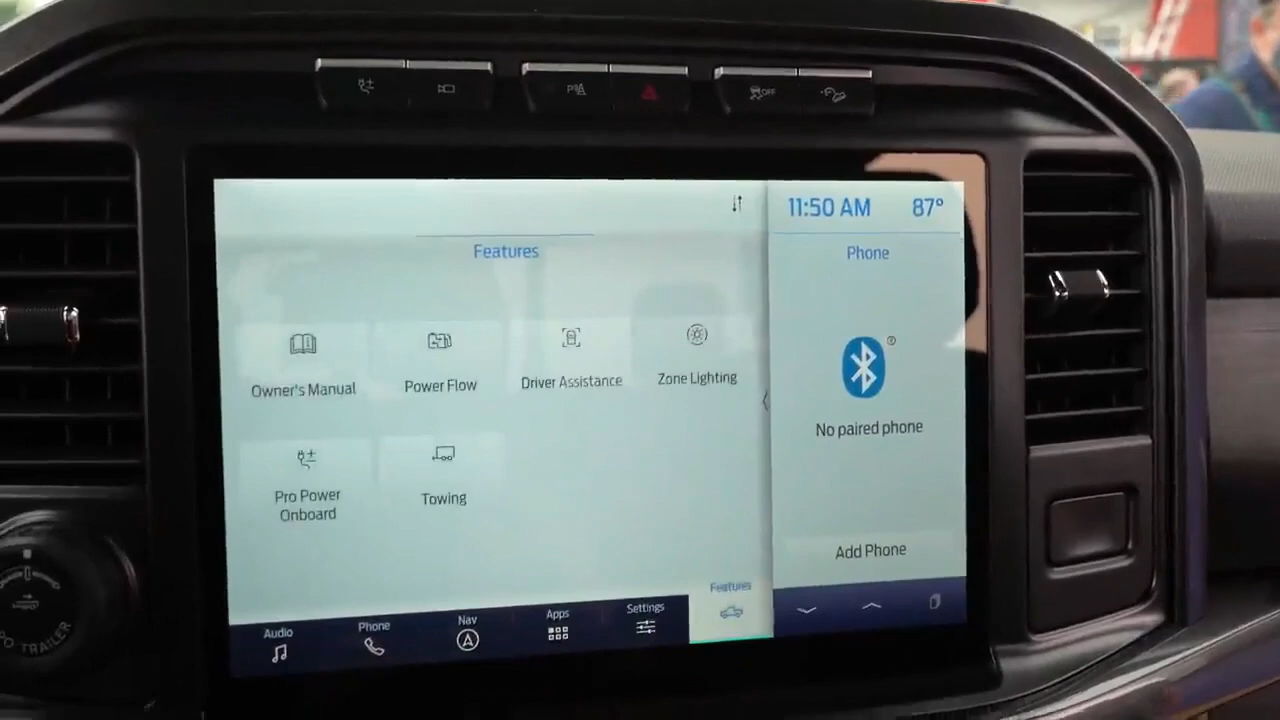 OFF
11:50 AM 87°
Features
Phone
Owner's Manual
Power Flow
Driver Assistance
Zone Lighting
No paired phone
Pro Power
Onboard
Towing
Add Phone
Audio
Phone
Nav
Apps
Settings
Features
TRAILER